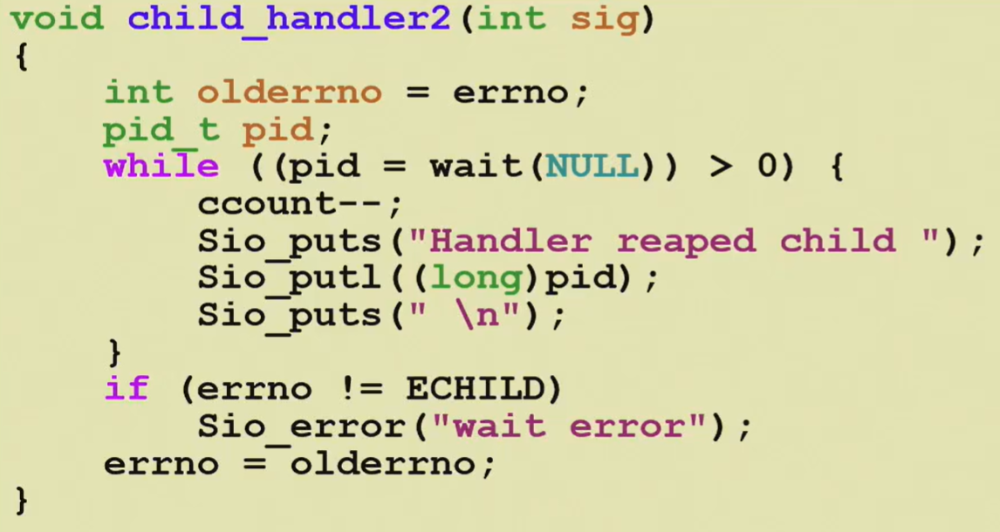 void child_handler2(int sig)
{
    int olderrno = errno;
    pid_t pid;
    while ((pid = wait(NULL)) > 0) {
        ccount--;
        Sio_puts("Handler reaped child ");
        Sio_putl((long)pid);
        Sio_puts(" \n");
    }
    if (errno != ECHILD)
        Sio_error("wait error");
    errno = olderrno;
}